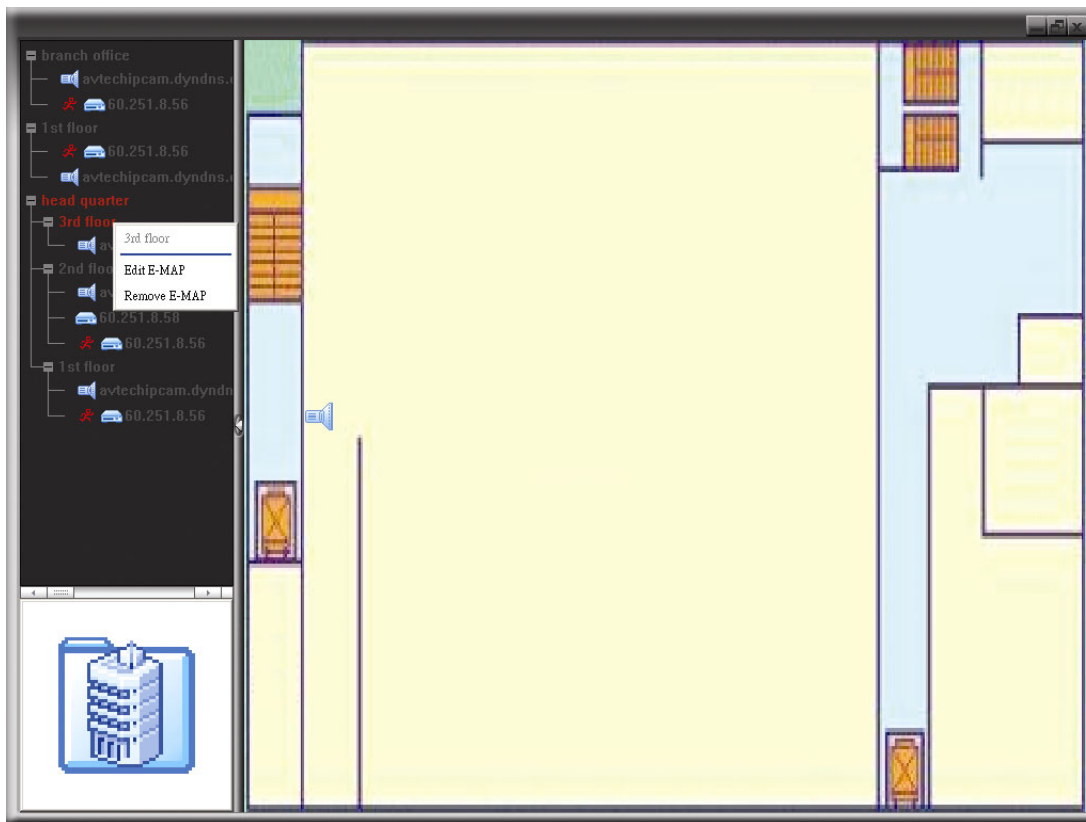 branch office
avtechipcam.dyndns.
60.251.8.56
1st floor
60.251.8.56
avtechipcam.dyndns.
head quarter
3rd floor
av
3rd floor
Edit E-MAP
Remove E-MAP
2nd floo
av
60.251.8.58
60.251.8.56
1st floor
avtechipcam.dyndn
60.251.8.56